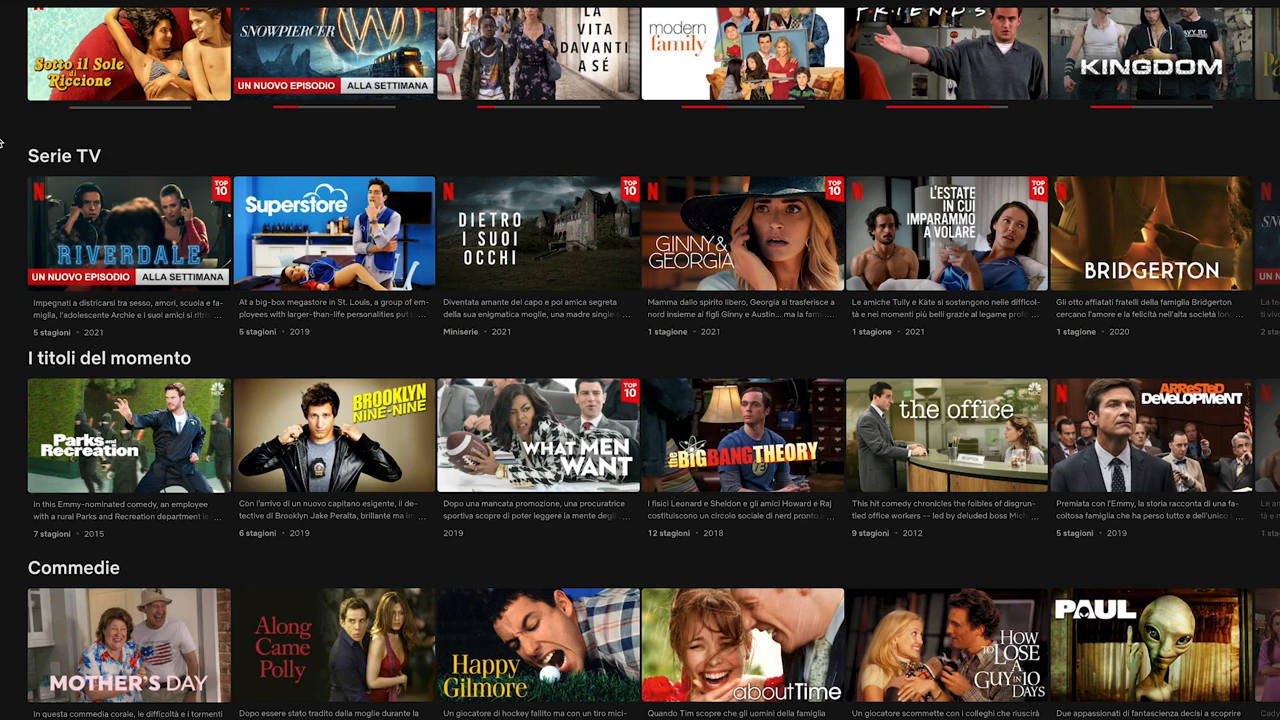 Sotto il Sole
di
Riccione
SNOWPIERCER
UN NUOVO EPISODIO ALLA SETTIMANA
LA
VITA
DAVANTI
A SÉ
modern
family
FRIENDS
KINGDOM
Serie TV
N
TOP
10
RIVERDALE
UN NUOVO EPISODIO ALLA SETTIMANA
Superstore
N
TOP
10
DIETRO
I SUOI
OCCHI
N
TOP
10
GINNY&
GEORGIA
N
TOP
10
L'ESTATE
IN CUI
IMPARAMMO
A VOLARE
N
BRIDGERTON
N
Impegnati a districarsi tra sesso, amori, scuola e fa-
miglia, l'adolescente Archie e i suoi amici si ritro ...
5 stagioni • 2021
At a big-box megastore in St. Louis, a group of em-
ployees with larger-than-life personalities put ...
5 stagioni • 2019
Diventata amante del capo e poi amica segreta
della sua enigmatica moglie, una madre single ...
Miniserie • 2021
Mamma dallo spirito libero, Georgia si trasferisce a
nord insieme ai figli Ginny e Austin... ma la fam ...
1 stagione • 2021
Le amiche Tully e Kate si sostengono nelle difficol-
tà e nei momenti più belli grazie al legame prof ...
1 stagione • 2021
Gli otto affiatati fratelli della famiglia Bridgerton
cercano l'amore e la felicità nell'alta società lon ...
1 stagione • 2020
I titoli del momento
Parks and
Recreation
NBC
BROOKLYN
NINE-NINE
TOP
10
WHAT MEN
WANT
the BIG BANG THEORY
the office
NBC
N
ARRESTED
DEVELOPMENT
In this Emmy-nominated comedy, an employee
with a rural Parks and Recreation department is ...
7 stagioni • 2015
Con l'arrivo di un nuovo capitano esigente, il de-
tective di Brooklyn Jake Peralta, brillante ma im ...
6 stagioni • 2019
Dopo una mancata promozione, una procuratrice
sportiva scopre di poter leggere la mente degli ...
2019
I fisici Leonard e Sheldon e gli amici Howard e Raj
costituiscono un circolo sociale di nerd pronto ...
12 stagioni • 2018
This hit comedy chronicles the foibles of disgrun-
tled office workers -- led by deluded boss Mich ...
9 stagioni • 2012
Premiata con l'Emmy, la storia racconta di una fa-
coltosa famiglia che ha perso tutto e dell'unico ...
5 stagioni • 2019
Commedie
MOTHER'S DAY
Along
Came
Polly
Happy
Gilmore
about Time
HOW
TO LOSE
A
GUY IN 10
DAYS
PAUL
In questa commedia corale, le difficoltà e i tormenti
Dopo essere stato tradito dalla moglie durante la
Un giocatore di hockey fallito ma con un tiro mici-
Quando Tim scopre che gli uomini della famiglia
Un giocatore scommette con i colleghi che riuscirà
Due appassionati di fantascienza decisi a scoprire